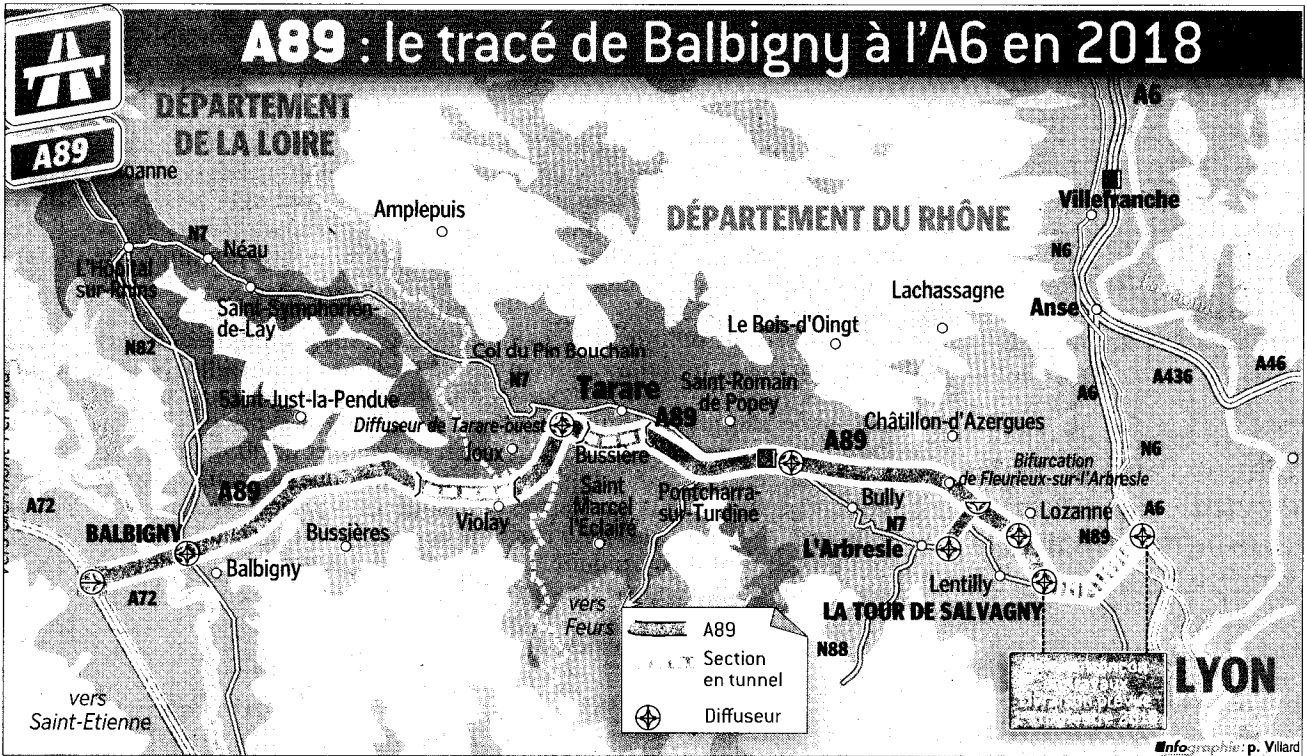 A89 : le tracé de Balbigny à l'A6 en 2018
A89
DÉPARTEMENT
DE LA LOIRE
A6
Amplepuis
DÉPARTEMENT DU RHÔNE
Villefranche
N7
Néau
N6
L'Hôpital
sur-Rhins
Saint-Symphorien-
de-Lay
Lachassagne
Anse
Le Bois-d'Oingt
N82
Col du Pin Bouchain
A46
A436
N7
Tarare
Saint-Romain
de Popey
A6
Saint-Just-la-Pendue
Diffuseur de Tarare-ouest
A89
Châtillon-d'Azergues
A89
Joux
Bussière
N6
Bifurcation
de Fleurieux-sur-l'Arbresle
A89
Saint
Marcel
l'Eclairé
Pontcharra-
sur-Turdine
Bully
A72
Violay
Lozanne
A6
BALBIGNY
Bussières
N7
N89
L'Arbresle
Balbigny
Lentilly
A72
vers
Feurs
LA TOUR DE SALVAGNY
A89
Section
en tunnel
Diffuseur
N88
LYON
vers
Saint-Etienne
Infographie: p. Villard